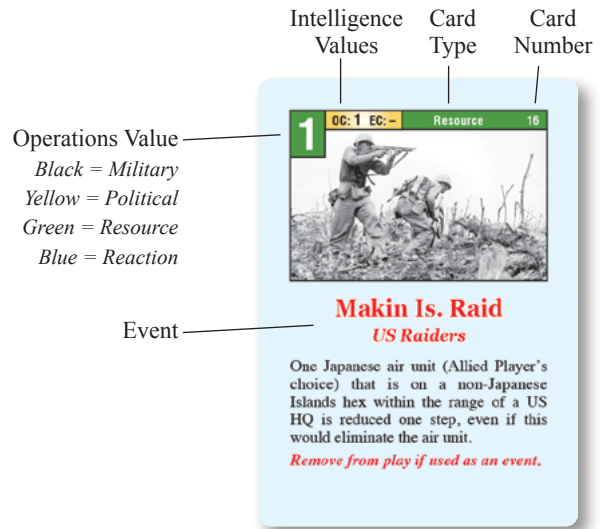 Intelligence Values
Card Type
Card Number
Operations Value
Black = Military
Yellow = Political
Green = Resource
Blue = Reaction
Event
1
OC: 1 EC: –
Resource
16
Makin Is. Raid
US Raiders
One Japanese air unit (Allied Player's
choice) that is on a non-Japanese
Islands hex within the range of a US
HQ is reduced one step, even if this
would eliminate the air unit.
Remove from play if used as an event.